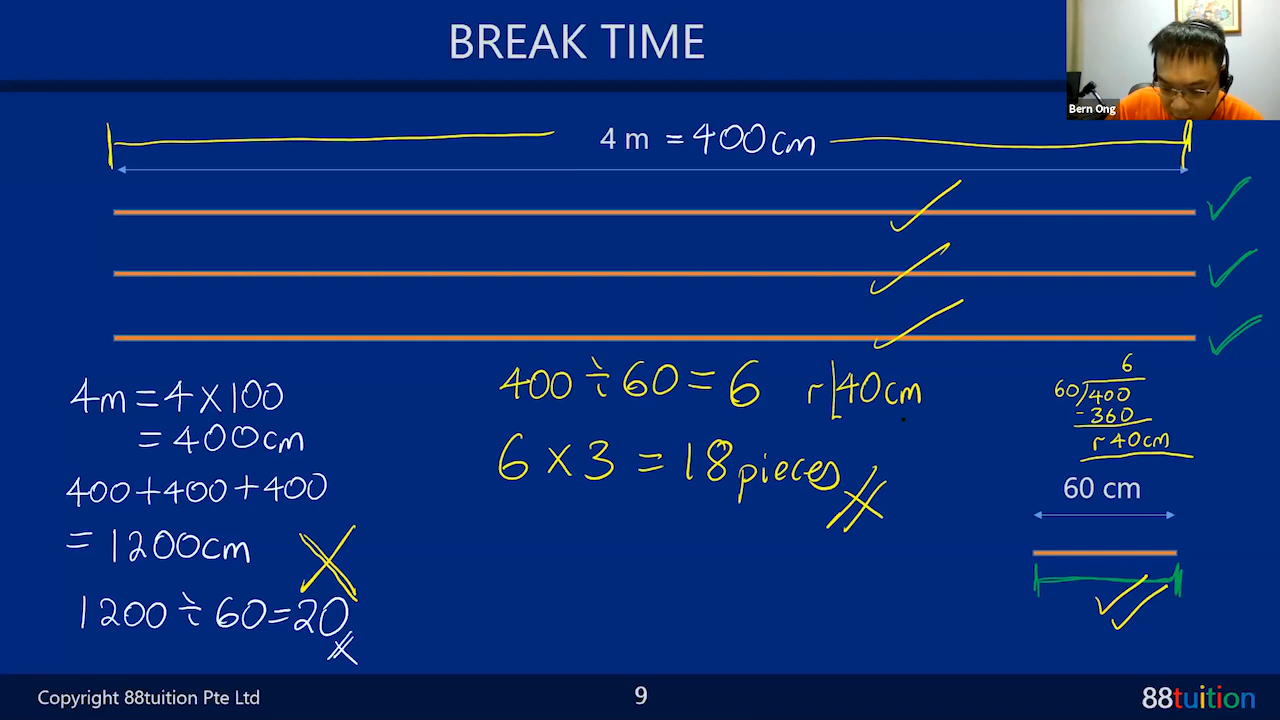 BREAK TIME
Bern Ong
4 m = 400cm
4m = 4 × 100
= 400cm
400 + 400 + 400
= 1200cm
1200 ÷ 60 = 20
400 ÷ 60 = 6 r 40cm
6 × 3 = 18 pieces
6
60)400
-360
r 40cm
60 cm
Copyright 88tuition Pte Ltd
9
88tuition